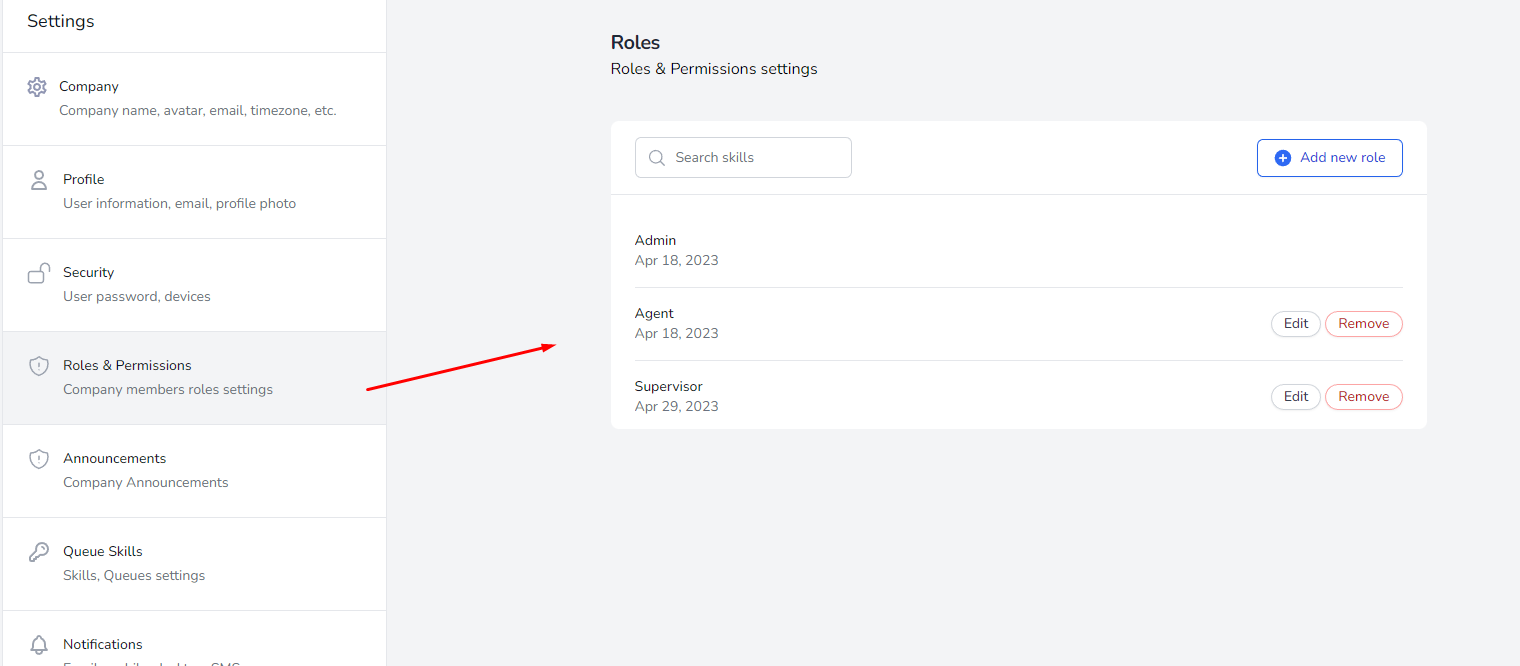 Settings
Company
Company name, avatar, email, timezone, etc.
Profile
User information, email, profile photo
Security
User password, devices
Roles & Permissions
Company members roles settings
Announcements
Company Announcements
Queue Skills
Skills, Queues settings
Notifications
Roles
Roles & Permissions settings
Search skills
Add new role
Admin
Apr 18, 2023
Agent
Apr 18, 2023
Edit
Remove
Supervisor
Apr 29, 2023
Edit
Remove